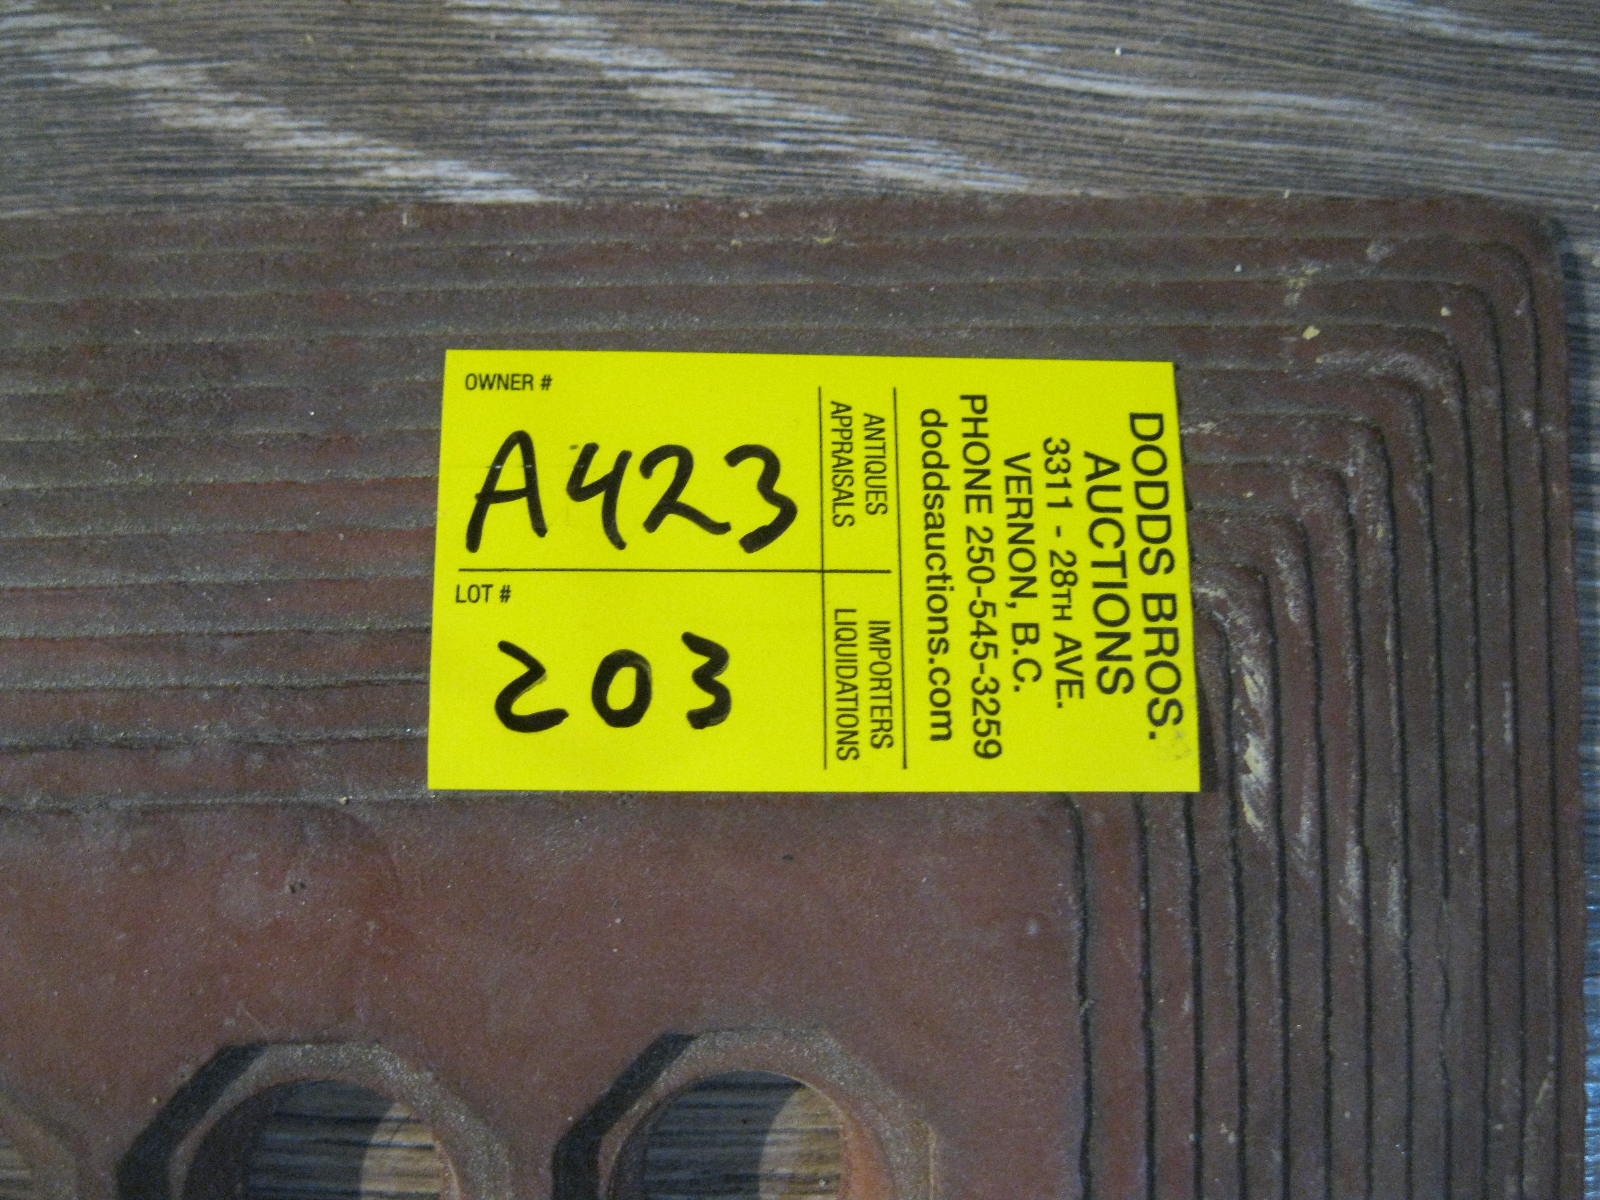 OWNER #
A423
LOT #
203
ANTIQUES
APPRAISALS
IMPORTERS
LIQUIDATIONS
DODDS BROS.
AUCTIONS
3311 - 28TH AVE.
VERNON, B.C.
PHONE 250-545-3259
doddsauctions.com